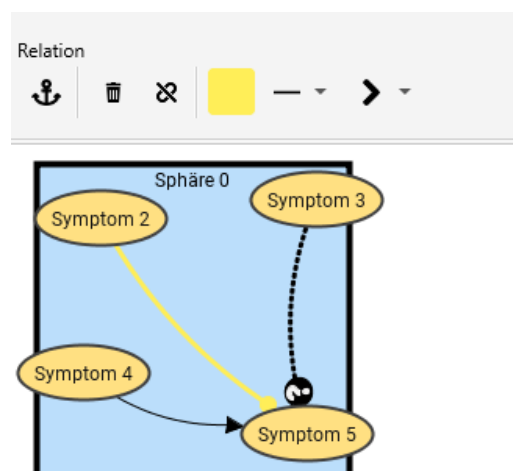 Relation
Sphäre 0
Symptom 3
Symptom 2
Symptom 4
Symptom 5